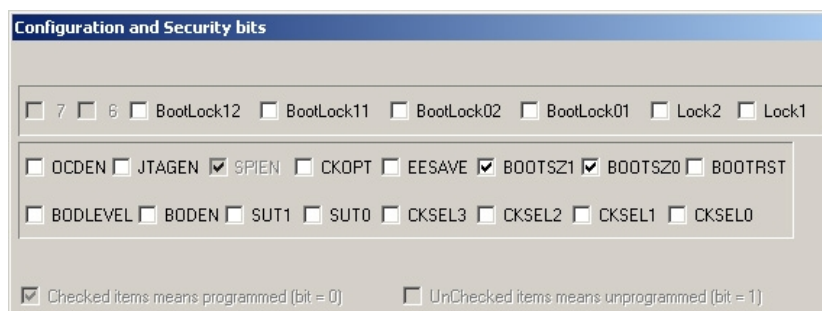 Configuration and Security bits
7 6 BootLock12 BootLock11 BootLock02 BootLock01 Lock2 Lock1
OCDEN JTAGEN SPIEN CKOPT EESAVE BOOTSZ1 BOOTSZ0 BOOTRST
BODLEVEL BODEN SUT1 SUT0 CKSEL3 CKSEL2 CKSEL1 CKSEL0
Checked items means programmed (bit = 0) UnChecked items means unprogrammed (bit = 1)